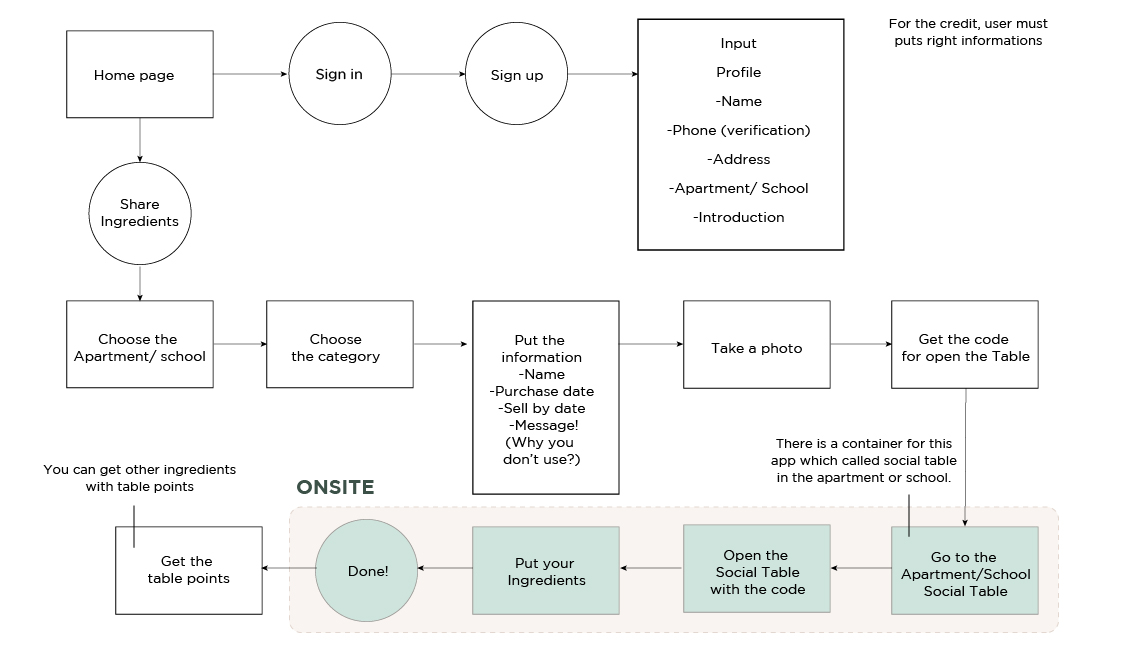 For the credit, user must
puts right informations
Home page
Sign in
Sign up
Input
Profile
-Name
-Phone (verification)
-Address
-Apartment/ School
-Introduction
Share
Ingredients
Choose the
Apartment/ school
Choose
the category
Put the
information
-Name
-Purchase date
-Sell by date
-Message!
(Why you
don't use?)
Take a photo
Get the code
for open the Table
There is a container for this
app which called social table
in the apartment or school.
You can get other ingredients
with table points
ONSITE
Go to the
Apartment/School
Social Table
Open the
Social Table
with the code
Put your
Ingredients
Done!
Get the
table points